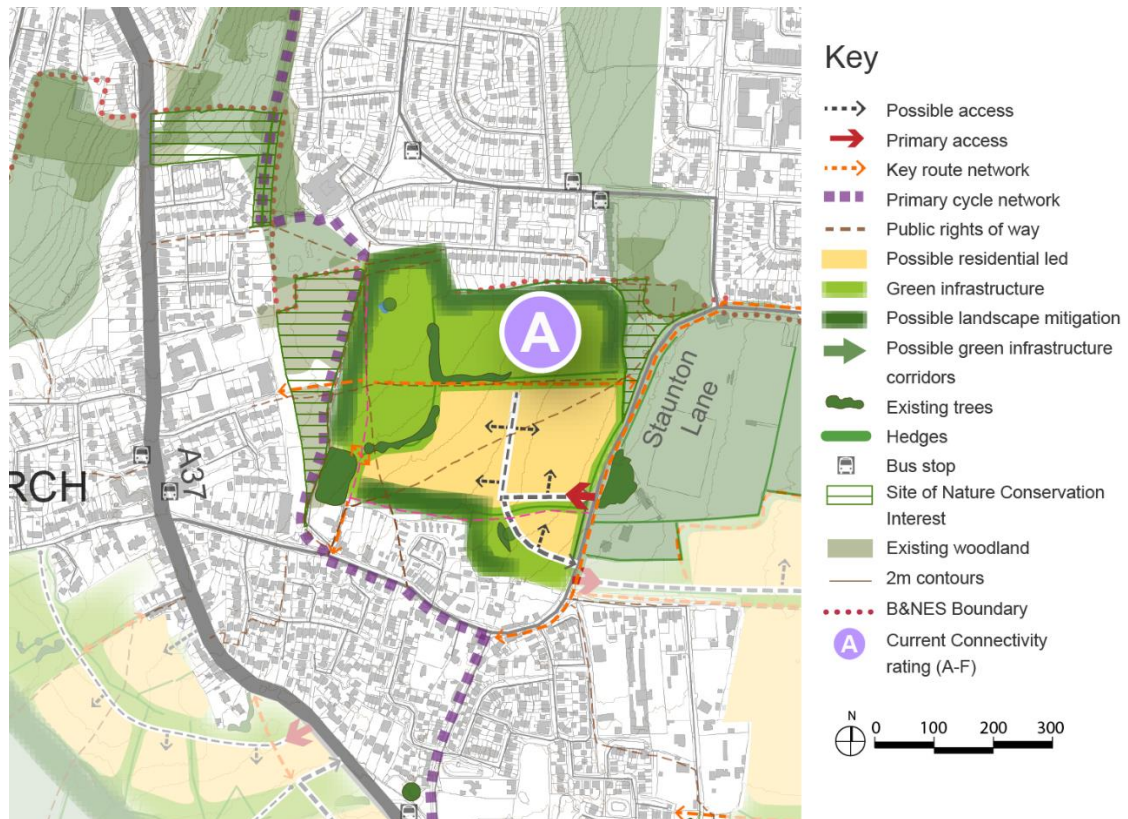 A
Staunton
Lane
A37
RCH
Key
Possible access
Primary access
Key route network
Primary cycle network
Public rights of way
Possible residential led
Green infrastructure
Possible landscape mitigation
Possible green infrastructure
corridors
Existing trees
Hedges
Bus stop
Site of Nature Conservation
Interest
Existing woodland
2m contours
B&NES Boundary
A
Current Connectivity
rating (A-F)
N
0 100 200 300